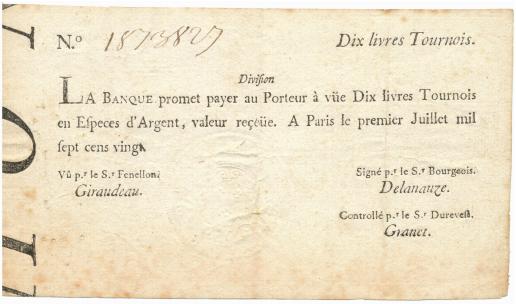 N.º 1873827 Dix livres Tournois.
Division
LA BANQUE promet payer au Porteur à vüe Dix livres Tournois
en Especes d'Argent, valeur reçeüe. A Paris le premier Juillet mil
sept cens vingt.
Vû p.r le S.r Fenellon. Signé p.r le S.r Bourgeois.
Giraudeau. Delanauze.
Controllé p.r le S.r Durevest.
Granet.